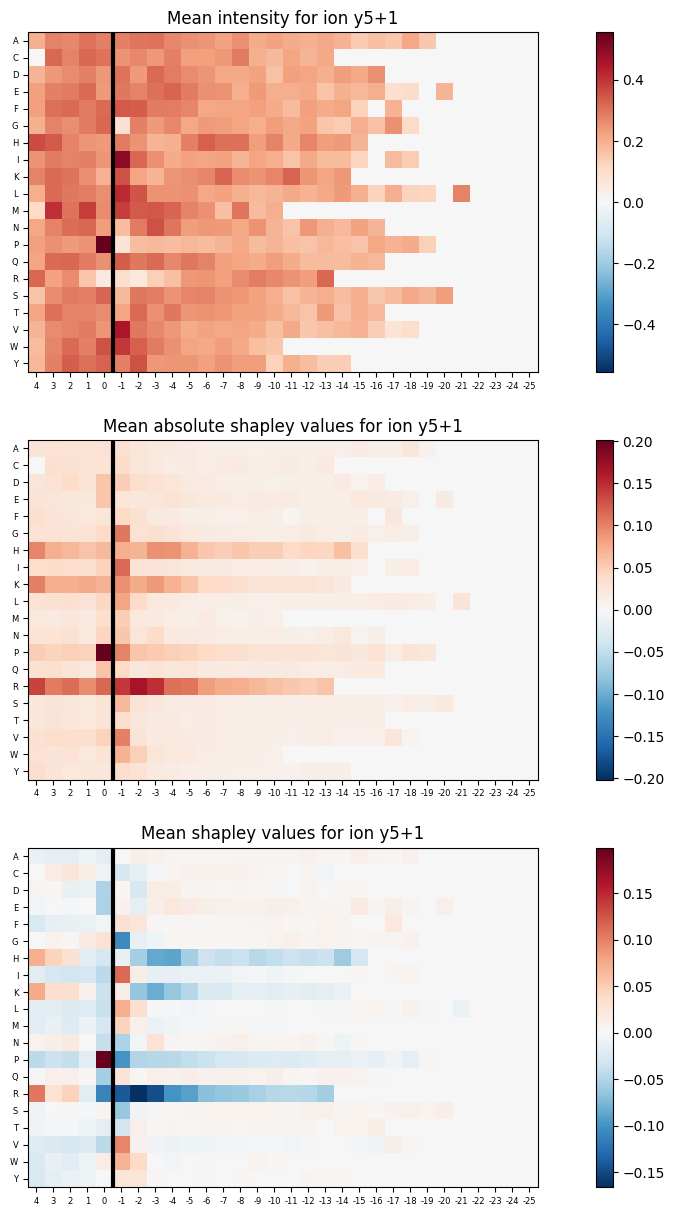 Mean intensity for ion y5+1
A
C
D
E
F
G
H
I
K
L
M
N
P
Q
R
S
T
V
W
Y
4 3 2 1 0 -1 -2 -3 -4 -5 -6 -7 -8 -9 -10 -11 -12 -13 -14 -15 -16 -17 -18 -19 -20 -21 -22 -23 -24 -25
0.4
0.2
0.0
−0.2
−0.4
Mean absolute shapley values for ion y5+1
A
C
D
E
F
G
H
I
K
L
M
N
P
Q
R
S
T
V
W
Y
4 3 2 1 0 -1 -2 -3 -4 -5 -6 -7 -8 -9 -10 -11 -12 -13 -14 -15 -16 -17 -18 -19 -20 -21 -22 -23 -24 -25
0.20
0.15
0.10
0.05
0.00
−0.05
−0.10
−0.15
−0.20
Mean shapley values for ion y5+1
A
C
D
E
F
G
H
I
K
L
M
N
P
Q
R
S
T
V
W
Y
4 3 2 1 0 -1 -2 -3 -4 -5 -6 -7 -8 -9 -10 -11 -12 -13 -14 -15 -16 -17 -18 -19 -20 -21 -22 -23 -24 -25
0.15
0.10
0.05
0.00
−0.05
−0.10
−0.15